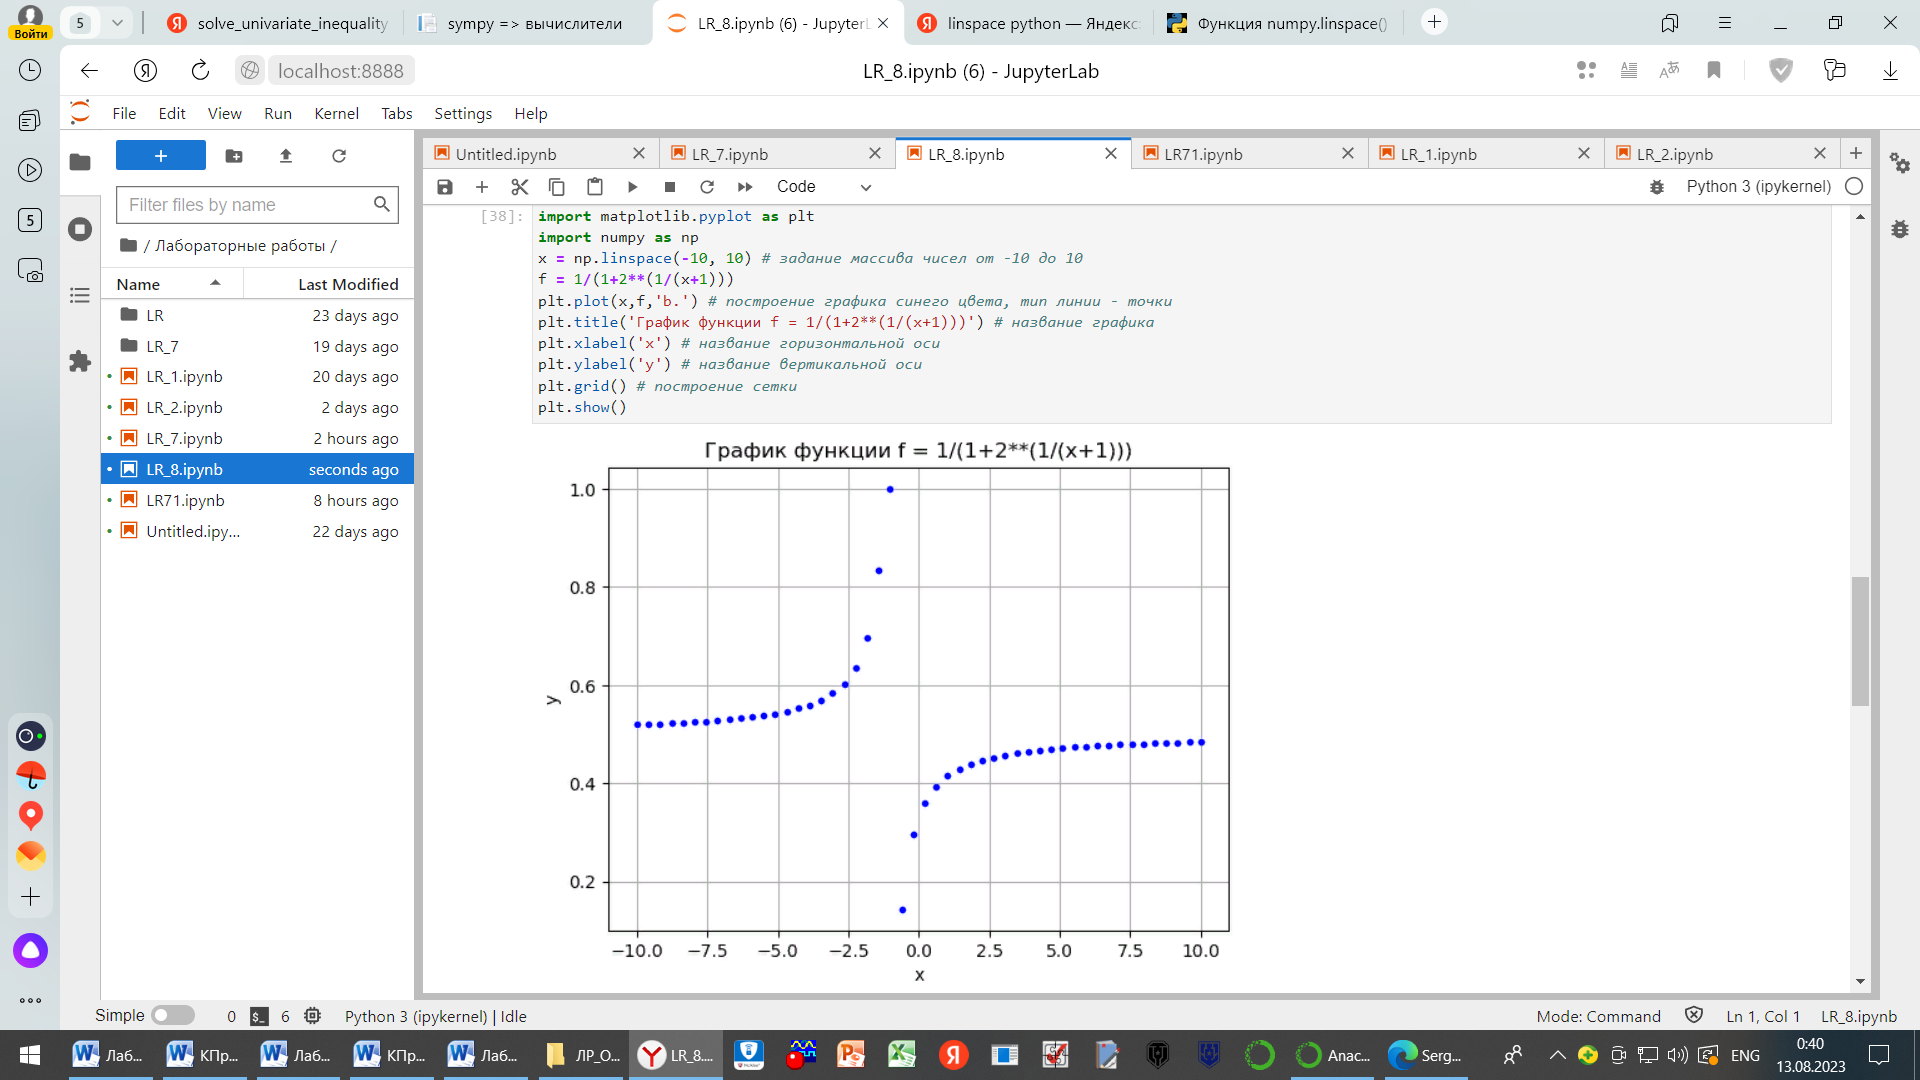 Войти
5
solve_univariate_inequality
sympy => вычислители
LR_8.ipynb (6) - JupyterL
linspace python — Яндекс
Функция numpy.linspace()
localhost:8888
LR_8.ipynb (6) - JupyterLab
File Edit View Run Kernel Tabs Settings Help
5
Filter files by name
/ Лабораторные работы /
Name Last Modified
LR 23 days ago
LR_7 19 days ago
LR_1.ipynb 20 days ago
LR_2.ipynb 2 days ago
LR_7.ipynb 2 hours ago
LR_8.ipynb seconds ago
LR71.ipynb 8 hours ago
Untitled.ipy... 22 days ago
Untitled.ipynb LR_7.ipynb LR_8.ipynb LR71.ipynb LR_1.ipynb LR_2.ipynb
Code
Python 3 (ipykernel)
[38]: import matplotlib.pyplot as plt
import numpy as np
x = np.linspace(-10, 10) # задание массива чисел от -10 до 10
f = 1/(1+2**(1/(x+1)))
plt.plot(x,f,'b.') # построение графика синего цвета, тип линии - точки
plt.title('График функции f = 1/(1+2**(1/(x+1)))') # название графика
plt.xlabel('x') # название горизонтальной оси
plt.ylabel('y') # название вертикальной оси
plt.grid() # построение сетки
plt.show()
График функции f = 1/(1+2**(1/(x+1)))
1.0
0.8
0.6
y
0.4
0.2
−10.0 −7.5 −5.0 −2.5 0.0 2.5 5.0 7.5 10.0
x
Simple 0 $_ 6 Python 3 (ipykernel) | Idle
Mode: Command Ln 1, Col 1 LR_8.ipynb
Лаб... КПр... Лаб... КПр... Лаб... ЛР_О... LR_8.... Anac... Serg... ENG
0:40
13.08.2023